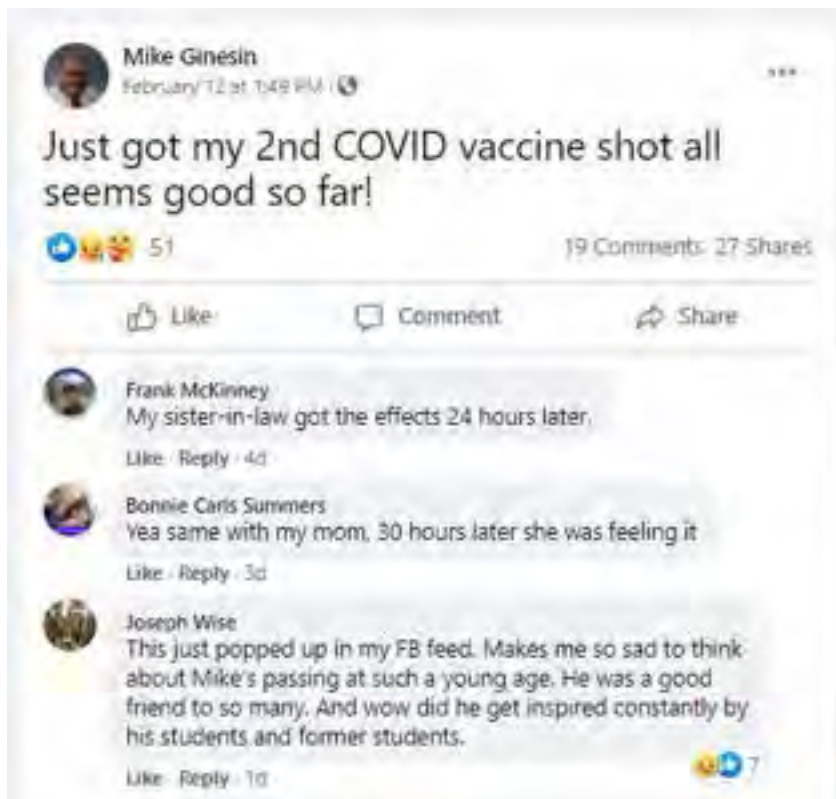 Mike Ginesin
February 12 at 1:49 PM
Just got my 2nd COVID vaccine shot all
seems good so far!
51
19 Comments 27 Shares
Like
Comment
Share
Frank McKinney
My sister-in-law got the effects 24 hours later.
Like · Reply · 4d
Bonnie Carls Summers
Yea same with my mom, 30 hours later she was feeling it
Like · Reply · 3d
Joseph Wise
This just popped up in my FB feed. Makes me so sad to think
about Mike's passing at such a young age. He was a good
friend to so many. And wow did he get inspired constantly by
his students and former students.
7
Like · Reply · 1d